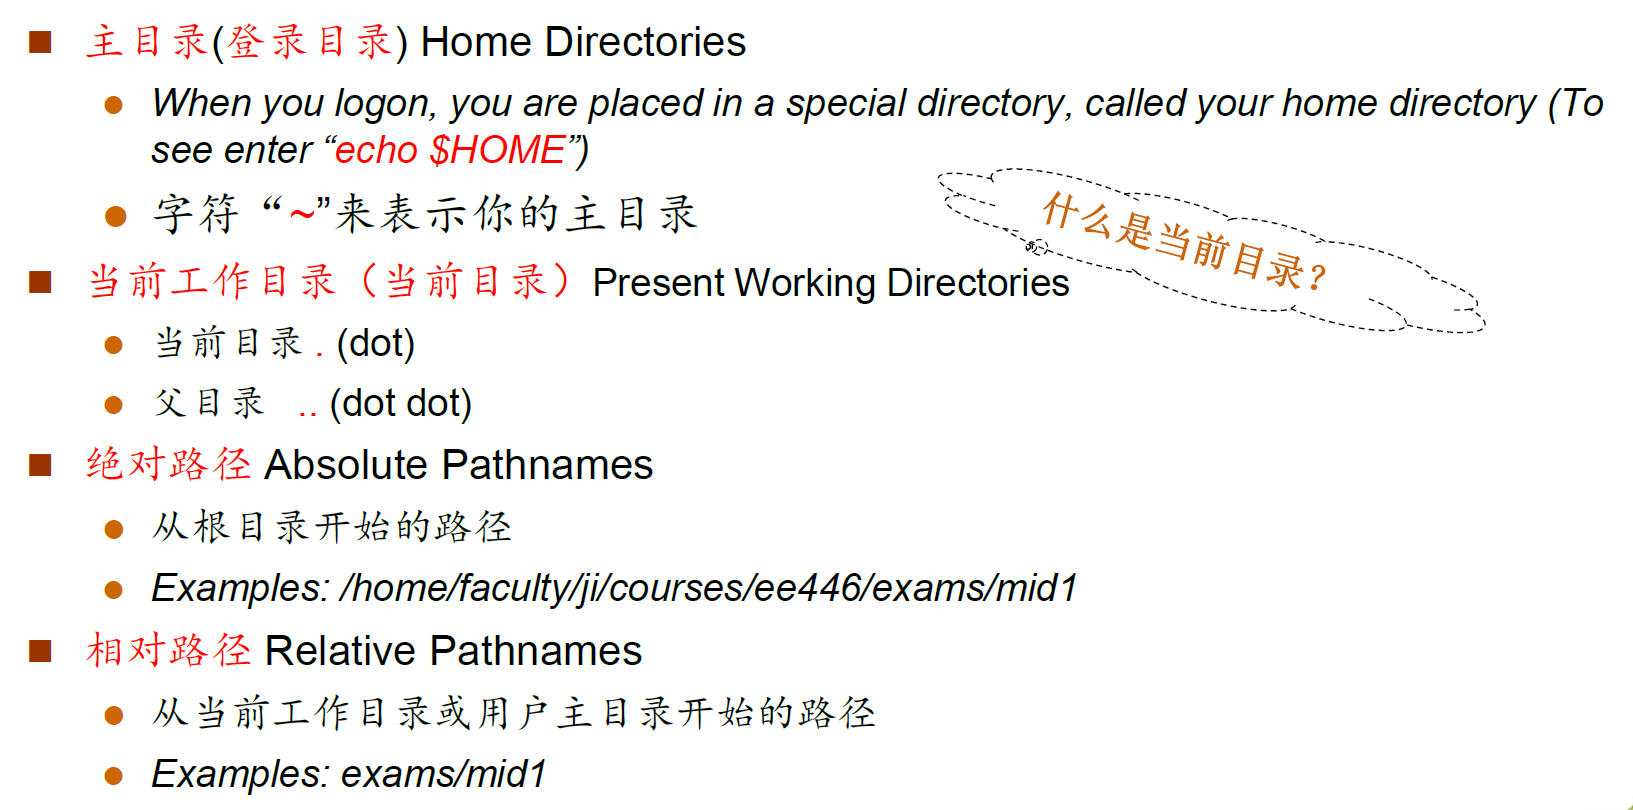 主目录(登录目录) Home Directories
When you logon, you are placed in a special directory, called your home directory (To
see enter “echo $HOME”)
字符“~”来表示你的主目录
什么是当前目录？
当前工作目录（当前目录）Present Working Directories
当前目录 . (dot)
父目录 .. (dot dot)
绝对路径 Absolute Pathnames
从根目录开始的路径
Examples: /home/faculty/ji/courses/ee446/exams/mid1
相对路径 Relative Pathnames
从当前工作目录或用户主目录开始的路径
Examples: exams/mid1